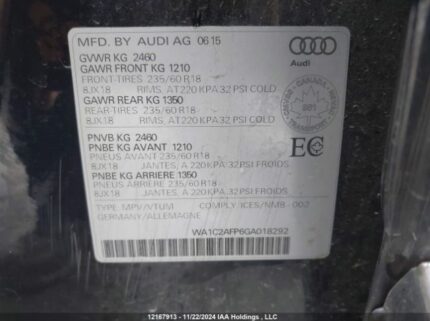 MFD. BY AUDI AG 06 15
GVWR KG 2460
GAWR FRONT KG 1210
FRONT-TIRES 235/60 R18
8JX18 RIMS, AT 220 KPA 32 PSI COLD
GAWR REAR KG 1350
REAR-TIRES 235/60 R18
8JX18 RIMS, AT 220 KPA 32 PSI COLD
Audi
CANADA
TRANSPORT
PNVB KG 2460
PNBE KG AVANT 1210
PNEUS AVANT 235/60 R18
8JX18 JANTES, A 220 KPA 32 PSI FROIDS
PNBE KG ARRIERE 1350
PNEUS ARRIERE 235/60 R18
8JX18 JANTES, A 220 KPA 32 PSI FROIDS
EC
TYPE: MPV/VTUM COMPLY: ICES/NMB-002
GERMANY/ALLEMAGNE
WA1C2AFP6GA018292
12167913 - 11/22/2024 IAA Holdings , LLC